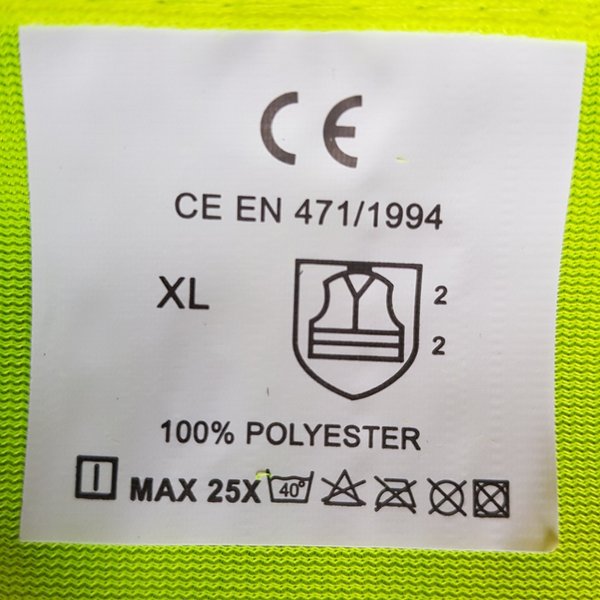 CE
CE EN 471/1994
XL
2
2
100% POLYESTER
I MAX 25X 40°